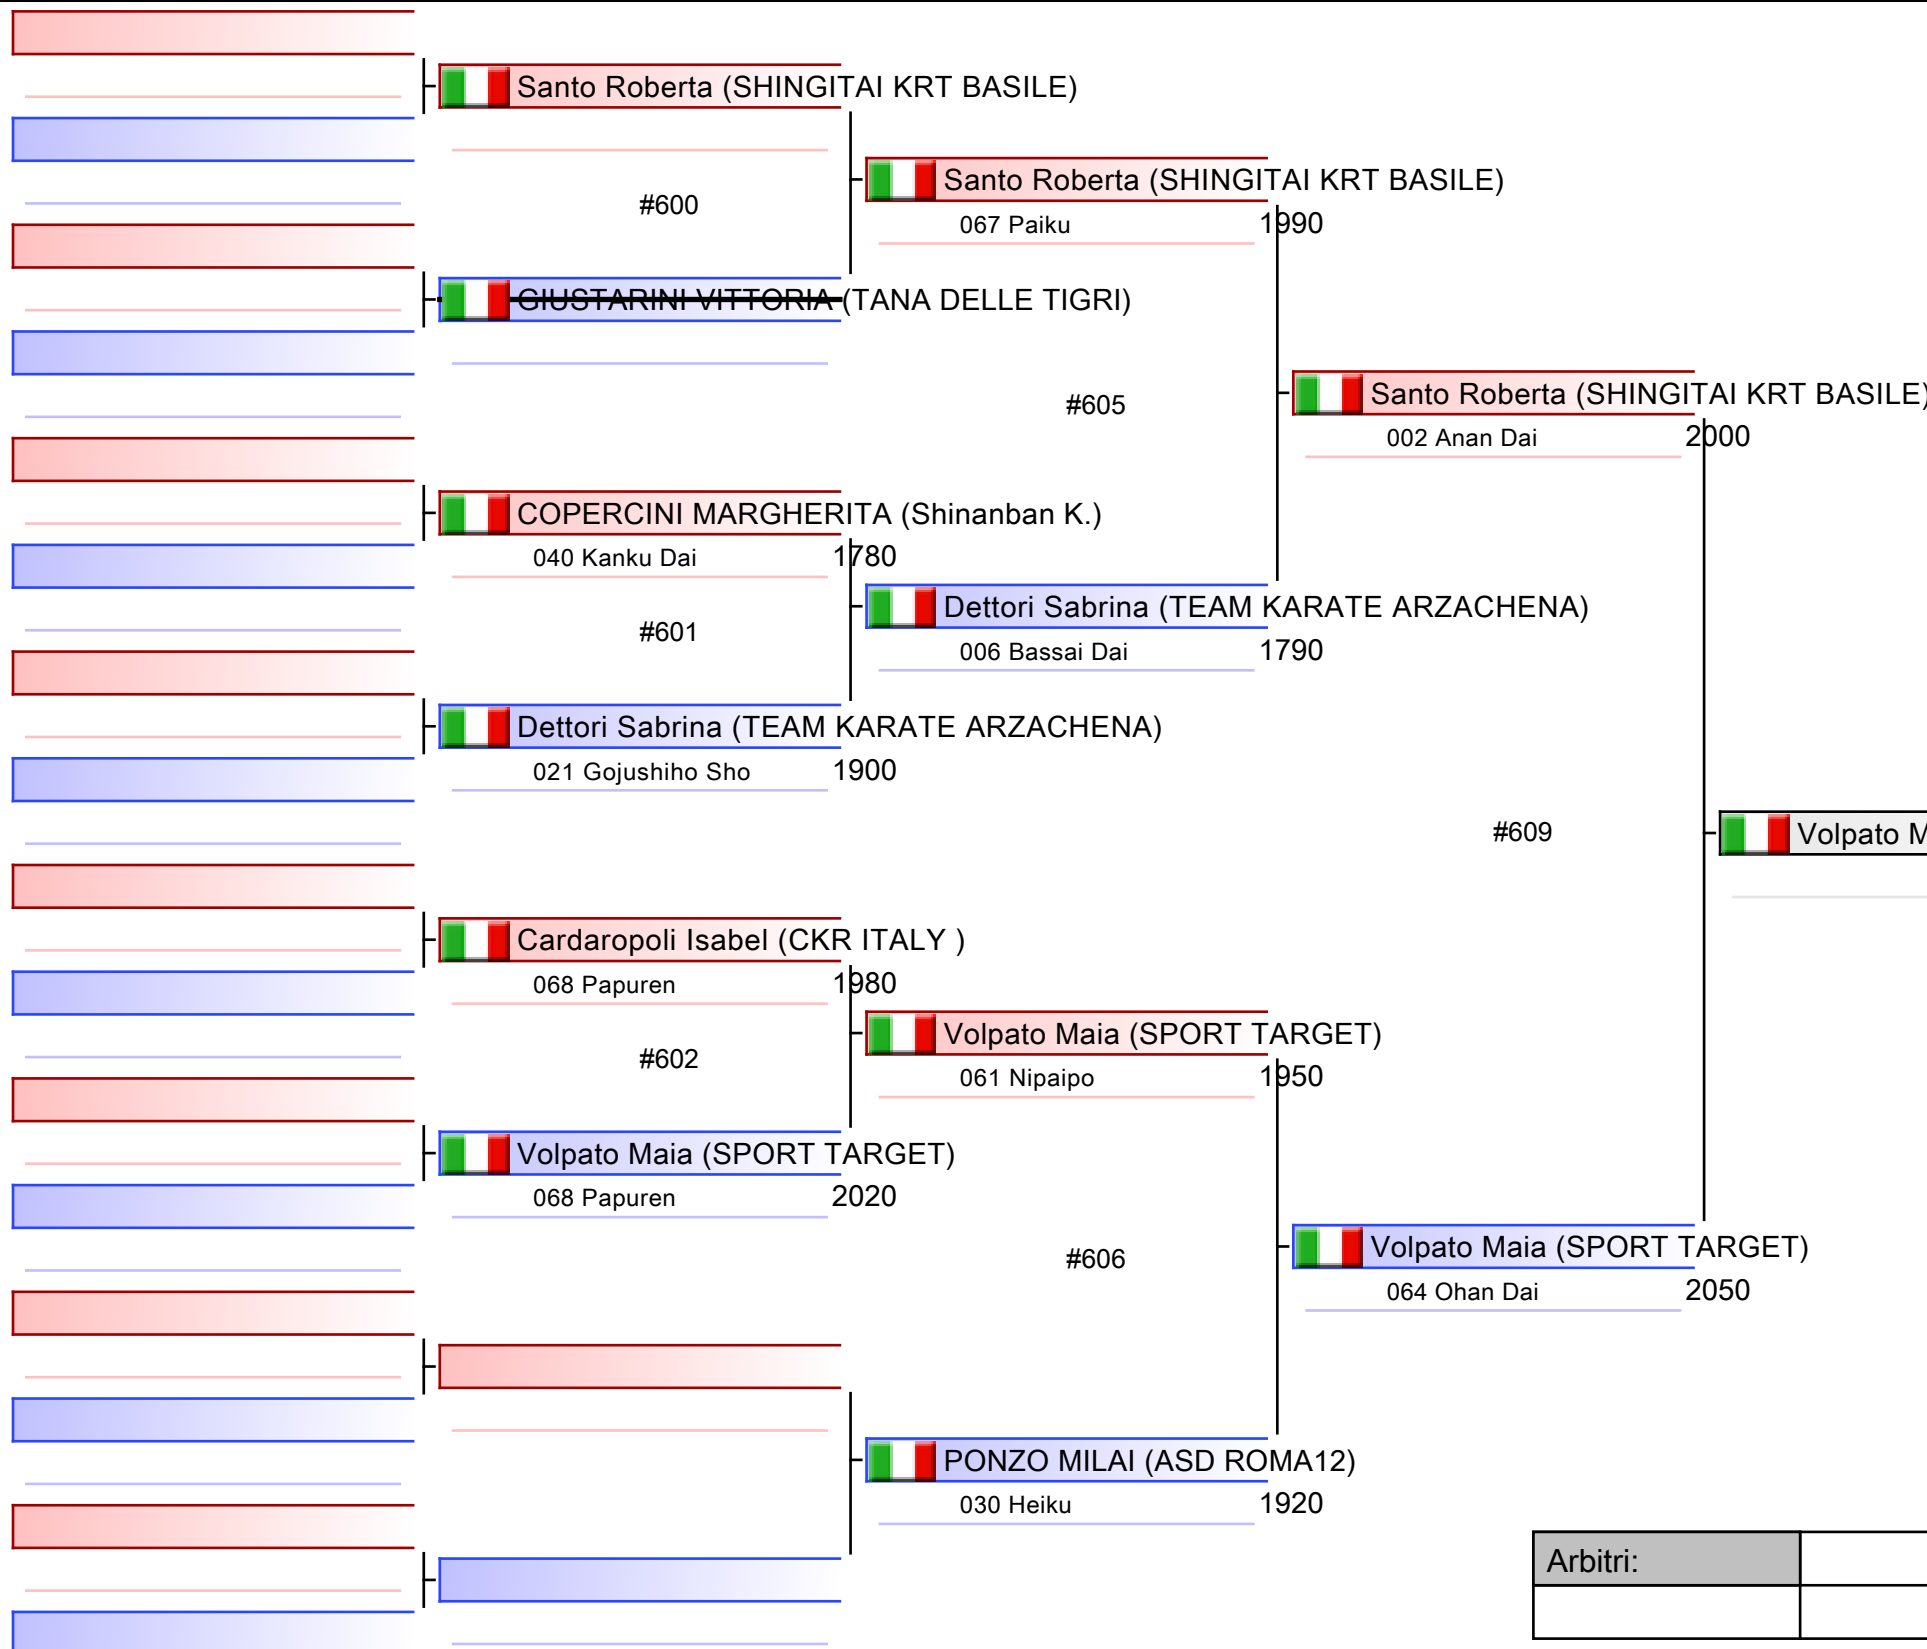 Santo Roberta (SHINGITAI KRT BASILE)
#600
Santo Roberta (SHINGITAI KRT BASILE)
067 Paiku 1990
GIUSTARINI VITTORIA (TANA DELLE TIGRI)
#605
Santo Roberta (SHINGITAI KRT BASILE)
002 Anan Dai 2000
COPERCINI MARGHERITA (Shinanban K.)
040 Kanku Dai 1780
#601
Dettori Sabrina (TEAM KARATE ARZACHENA)
006 Bassai Dai 1790
Dettori Sabrina (TEAM KARATE ARZACHENA)
021 Gojushiho Sho 1900
#609
Volpato M
Cardaropoli Isabel (CKR ITALY )
068 Papuren 1980
#602
Volpato Maia (SPORT TARGET)
061 Nipaipo 1950
Volpato Maia (SPORT TARGET)
068 Papuren 2020
#606
Volpato Maia (SPORT TARGET)
064 Ohan Dai 2050
PONZO MILAI (ASD ROMA12)
030 Heiku 1920
Arbitri: